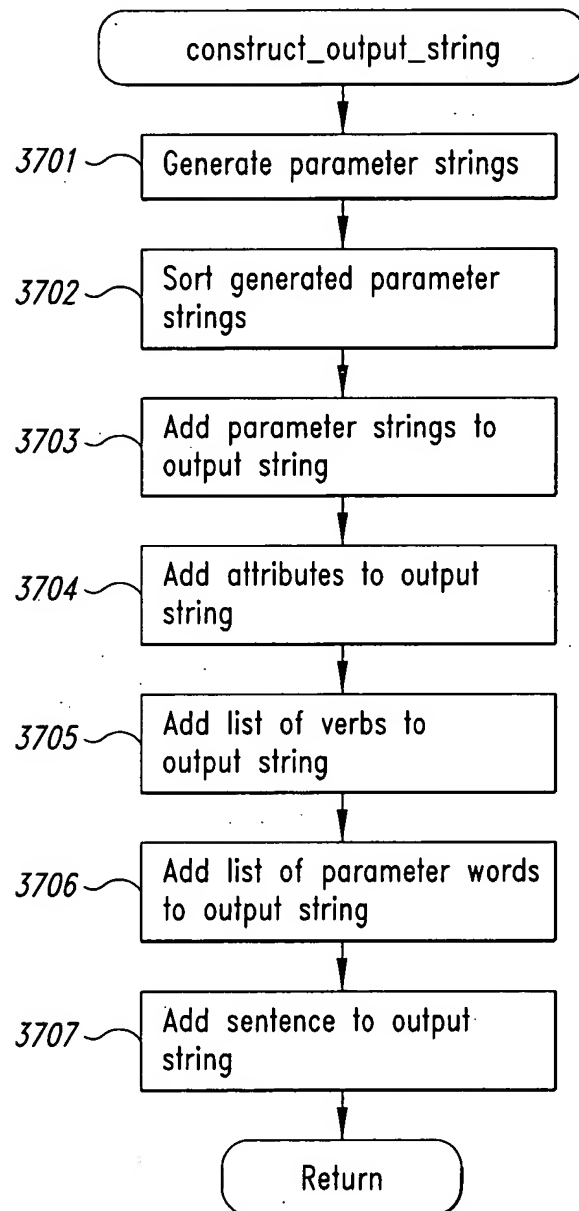 construct_output_string
3701 Generate parameter strings
3702 Sort generated parameter
strings
3703 Add parameter strings to
output string
3704 Add attributes to output
string
3705 Add list of verbs to
output string
3706 Add list of parameter words
to output string
3707 Add sentence to output
string
Return